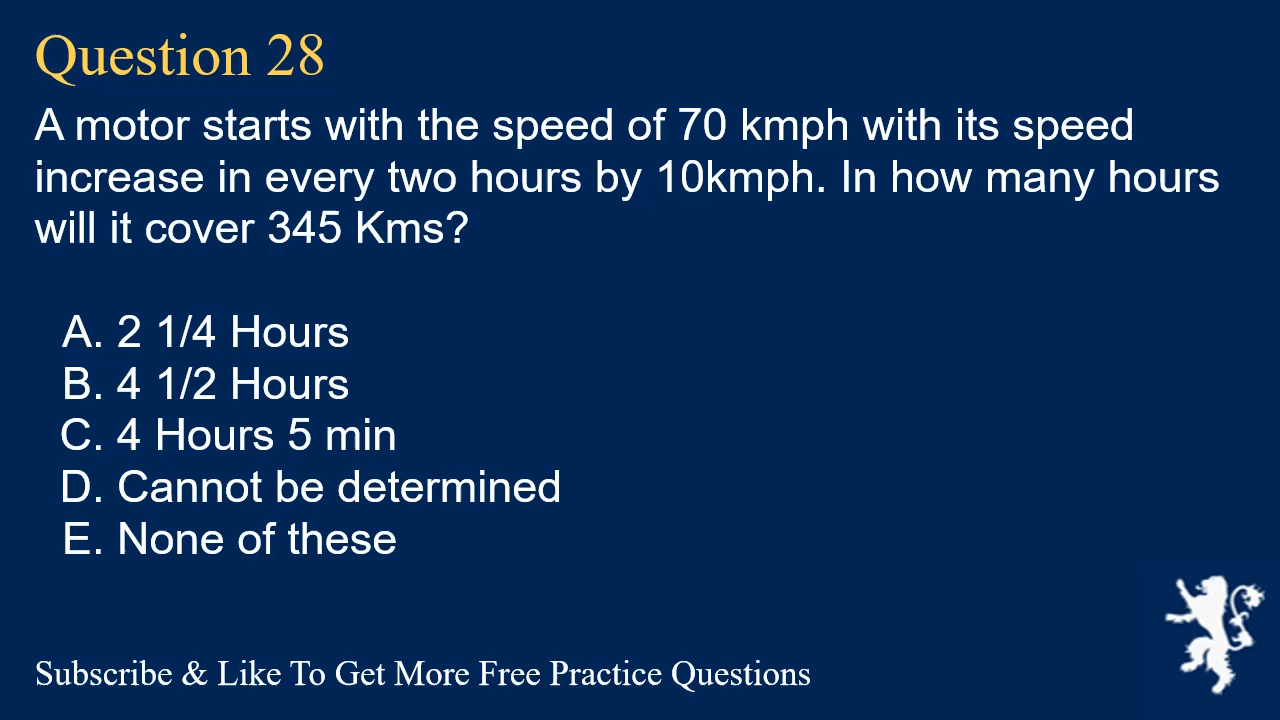 Question 28
A motor starts with the speed of 70 kmph with its speed
increase in every two hours by 10kmph. In how many hours
will it cover 345 Kms?
A. 2 1/4 Hours
B. 4 1/2 Hours
C. 4 Hours 5 min
D. Cannot be determined
E. None of these
Subscribe & Like To Get More Free Practice Questions